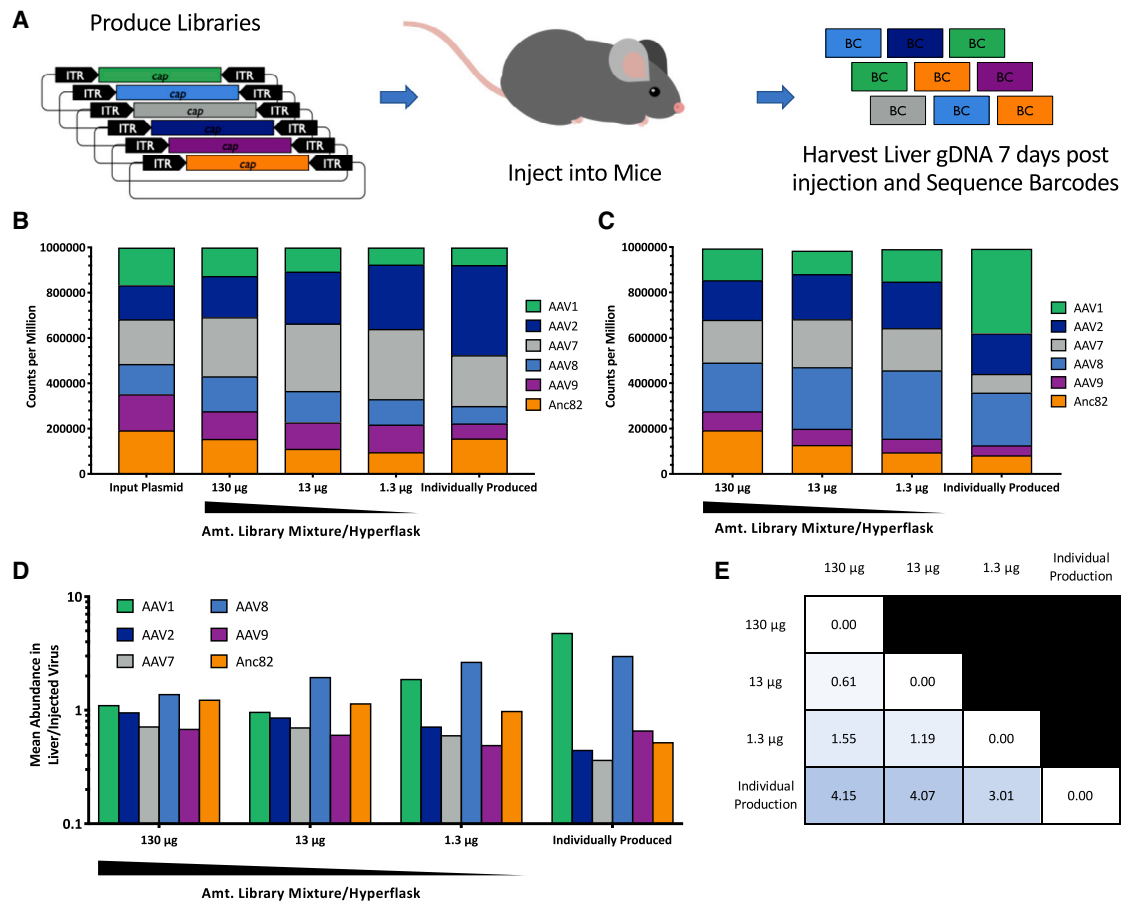 A
Produce Libraries
ITR cap ITR
ITR cap ITR
ITR cap ITR
ITR cap ITR
ITR cap ITR
ITR cap ITR
Inject into Mice
BC BC BC
BC BC BC
BC BC BC
Harvest Liver gDNA 7 days post
injection and Sequence Barcodes
B
Counts per Million
1000000
800000
600000
400000
200000
0
Input Plasmid 130 µg 13 µg 1.3 µg Individually Produced
Amt. Library Mixture/Hyperflask
AAV1
AAV2
AAV7
AAV8
AAV9
Anc82
C
Counts per Million
1000000
800000
600000
400000
200000
0
130 µg 13 µg 1.3 µg Individually Produced
Amt. Library Mixture/Hyperflask
AAV1
AAV2
AAV7
AAV8
AAV9
Anc82
D
Mean Abundance in
Liver/Injected Virus
10
1
0.1
AAV1 AAV8
AAV2 AAV9
AAV7 Anc82
130 µg 13 µg 1.3 µg Individually Produced
Amt. Library Mixture/Hyperflask
E
130 µg 13 µg 1.3 µg Individual
Production
130 µg 0.00
13 µg 0.61 0.00
1.3 µg 1.55 1.19 0.00
Individual
Production 4.15 4.07 3.01 0.00